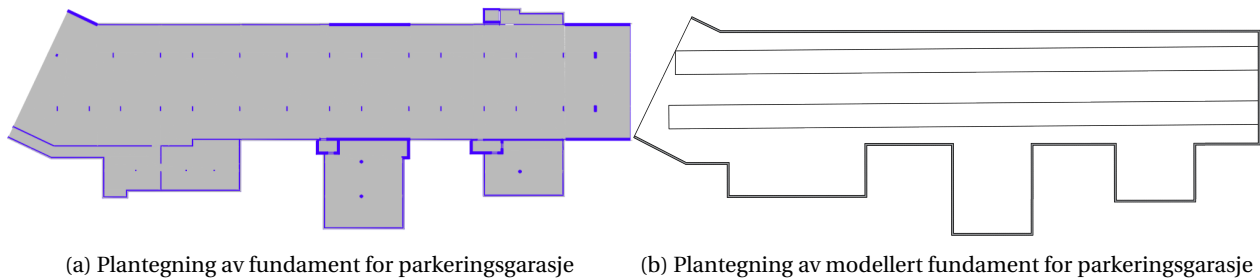 (a) Plantegning av fundament for parkeringsgarasje
(b) Plantegning av modellert fundament for parkeringsgarasje